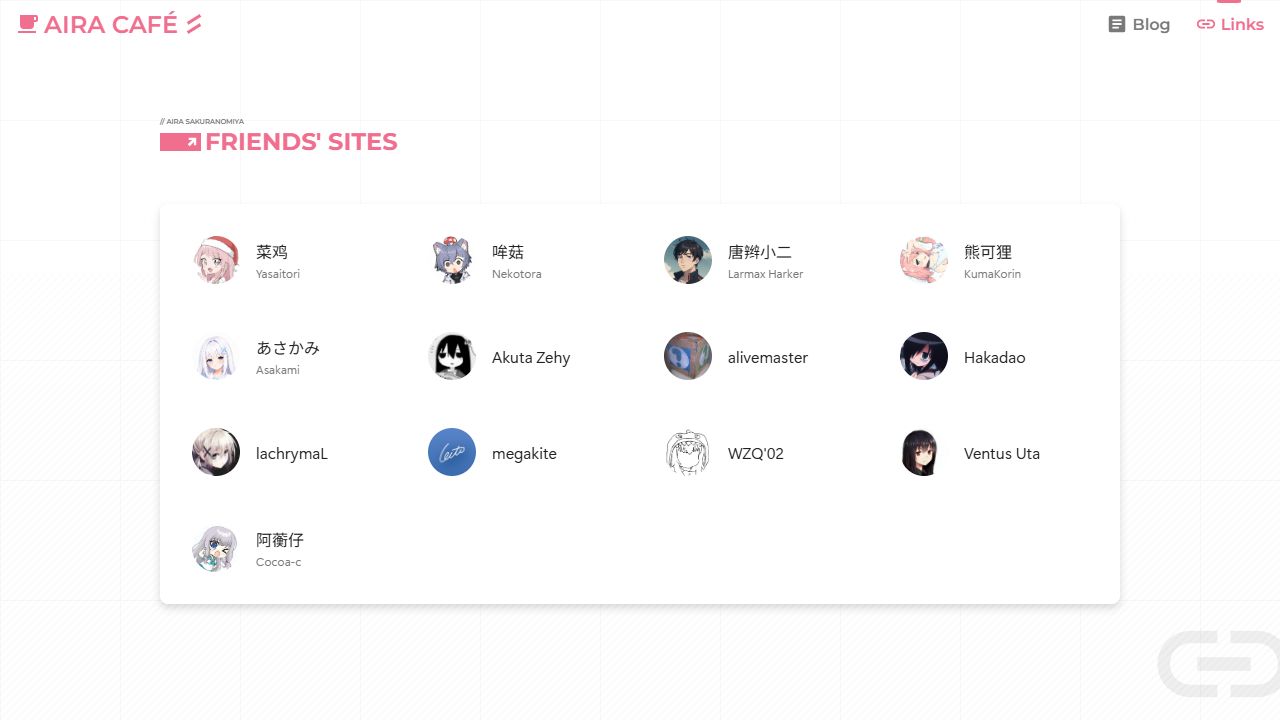 AIRA CAFÉ
Blog
Links
// AIRA SAKURANOMIYA
FRIENDS' SITES
菜鸡
Yasaitori
哞菇
Nekotora
唐辫小二
Larmax Harker
熊可狸
KumaKorin
あさかみ
Asakami
Akuta Zehy
alivemaster
Hakadao
lachrymaL
megakite
WZQ'02
Ventus Uta
阿蘅仔
Cocoa-c